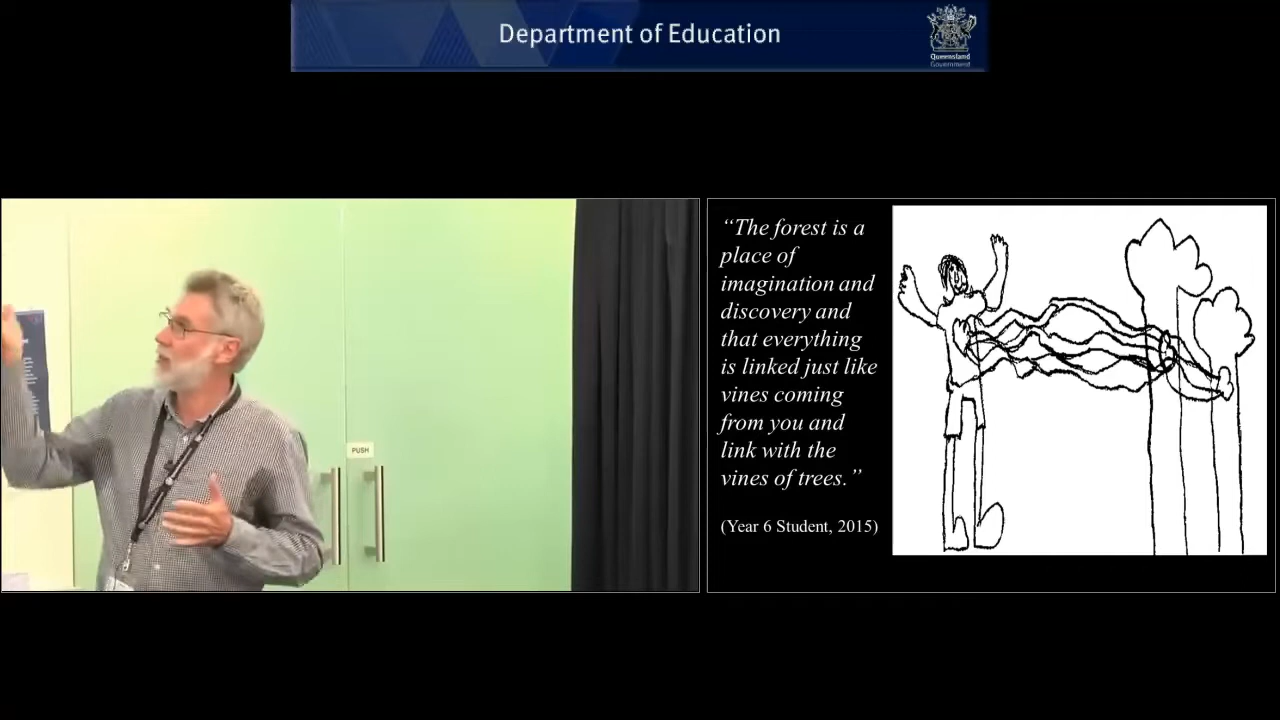 Department of Education
Queensland
Government
PUSH
“The forest is a
place of
imagination and
discovery and
that everything
is linked just like
vines coming
from you and
link with the
vines of trees.”
(Year 6 Student, 2015)